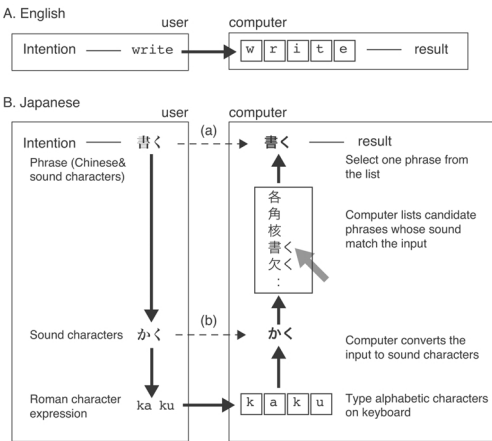 A. English
user computer
Intention write w r i t e result
B. Japanese
user computer
Intention 書く (a) 書く result
Phrase (Chinese&
sound characters)
Select one phrase from
the list
各
角
核
書く
欠く
:
Computer lists candidate
phrases whose sound
match the input
Sound characters かく (b) かく
Computer converts the
input to sound characters
Roman character
expression
ka ku k a k u
Type alphabetic characters
on keyboard